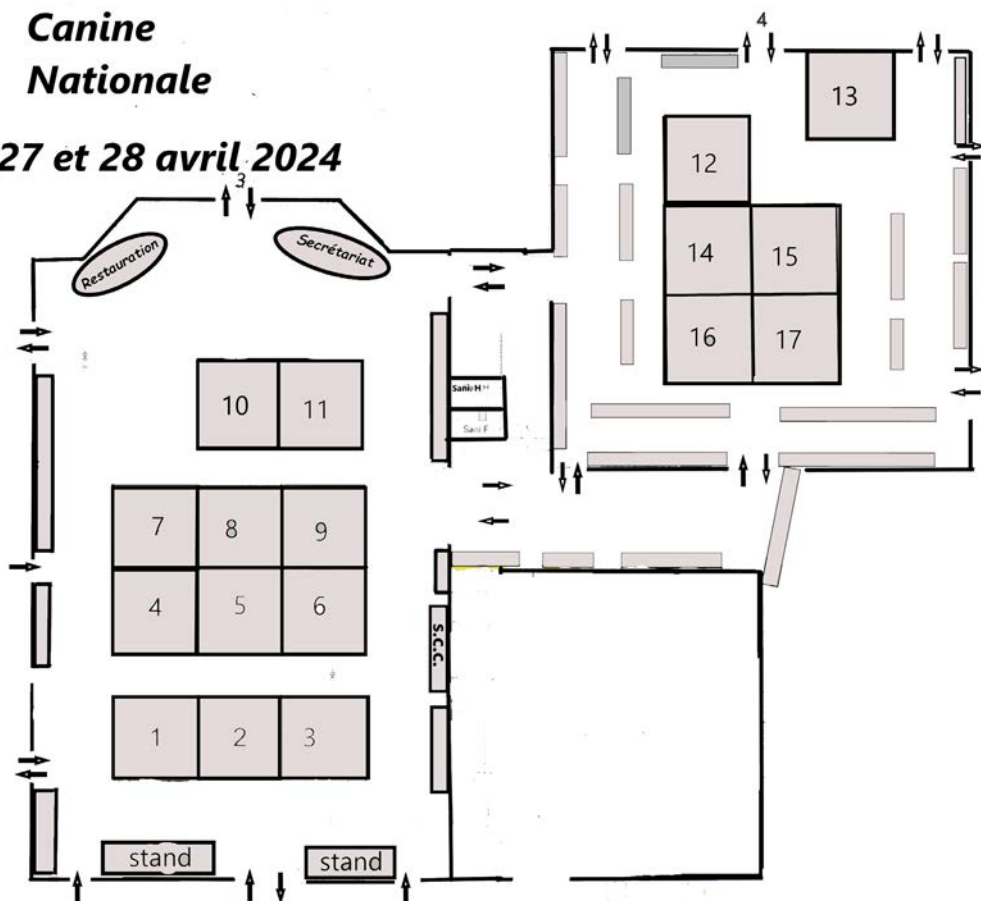 Canine
Nationale
27 et 28 avril 2024
3
4
Restauration
Secrétariat
13
12
14
15
16
17
10
11
Sani H
Sani F
7
8
9
4
5
6
s.c.c.
1
2
3
stand
stand